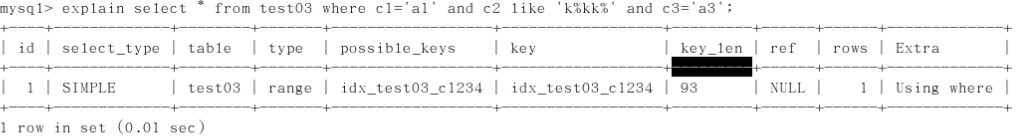 mysql> explain select * from test03 where c1='a1' and c2 like 'k%kk%' and c3='a3';
+----+-------------+--------+-------+------------------+------------------+---------+------+------+-------------+
| id | select_type | table | type | possible_keys | key | key_len | ref | rows | Extra |
+----+-------------+--------+-------+------------------+------------------+---------+------+------+-------------+
| 1 | SIMPLE | test03 | range | idx_test03_c1234 | idx_test03_c1234 | 93 | NULL | 1 | Using where |
+----+-------------+--------+-------+------------------+------------------+---------+------+------+-------------+
1 row in set (0.01 sec)